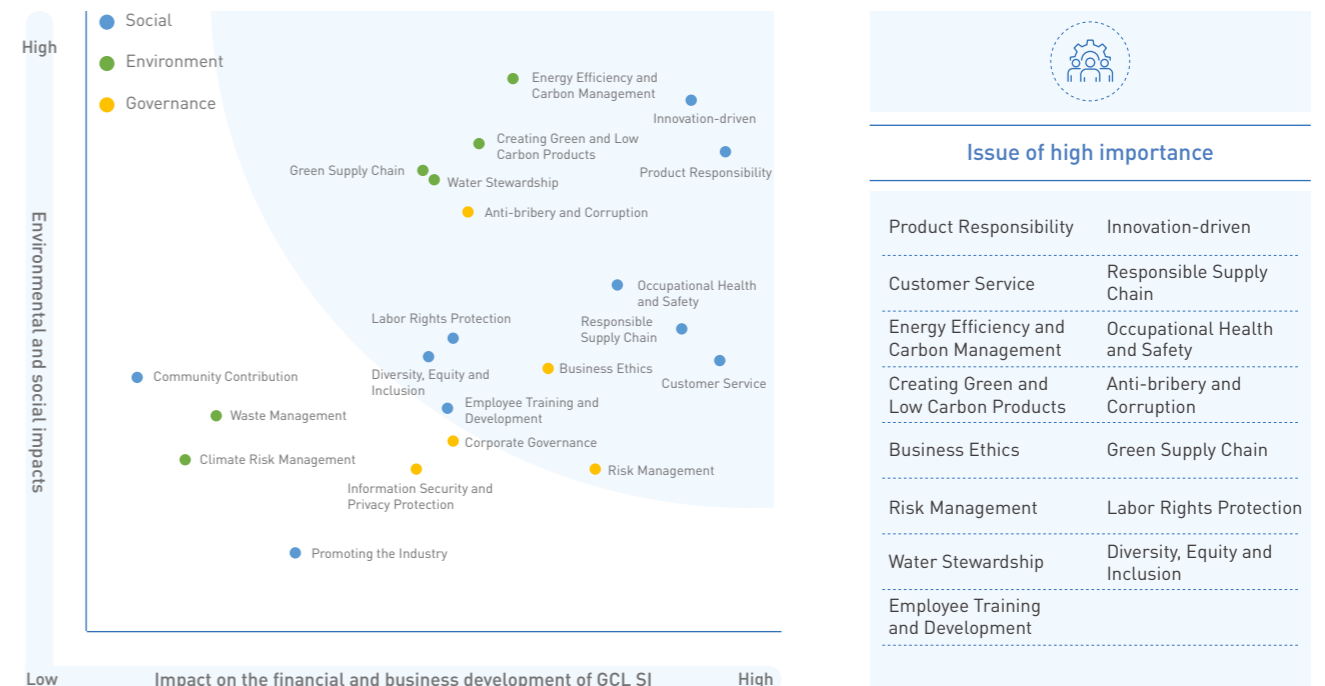 Social
High
Environment
Governance
Energy Efficiency and
Carbon Management
Innovation-driven
Creating Green and Low
Carbon Products
Green Supply Chain
Product Responsibility
Water Stewardship
Anti-bribery and Corruption
Environmental and social impacts
Occupational Health
and Safety
Labor Rights Protection
Responsible
Supply Chain
Business Ethics
Diversity, Equity and
Inclusion
Customer Service
Community Contribution
Employee Training and
Development
Waste Management
Corporate Governance
Climate Risk Management
Risk Management
Information Security and
Privacy Protection
Promoting the Industry
Low
Impact on the financial and business development of GCL SI
High
Issue of high importance
Product Responsibility
Innovation-driven
Customer Service
Responsible Supply
Chain
Energy Efficiency and
Carbon Management
Occupational Health
and Safety
Creating Green and
Low Carbon Products
Anti-bribery and
Corruption
Business Ethics
Green Supply Chain
Risk Management
Labor Rights Protection
Water Stewardship
Diversity, Equity and
Inclusion
Employee Training
and Development